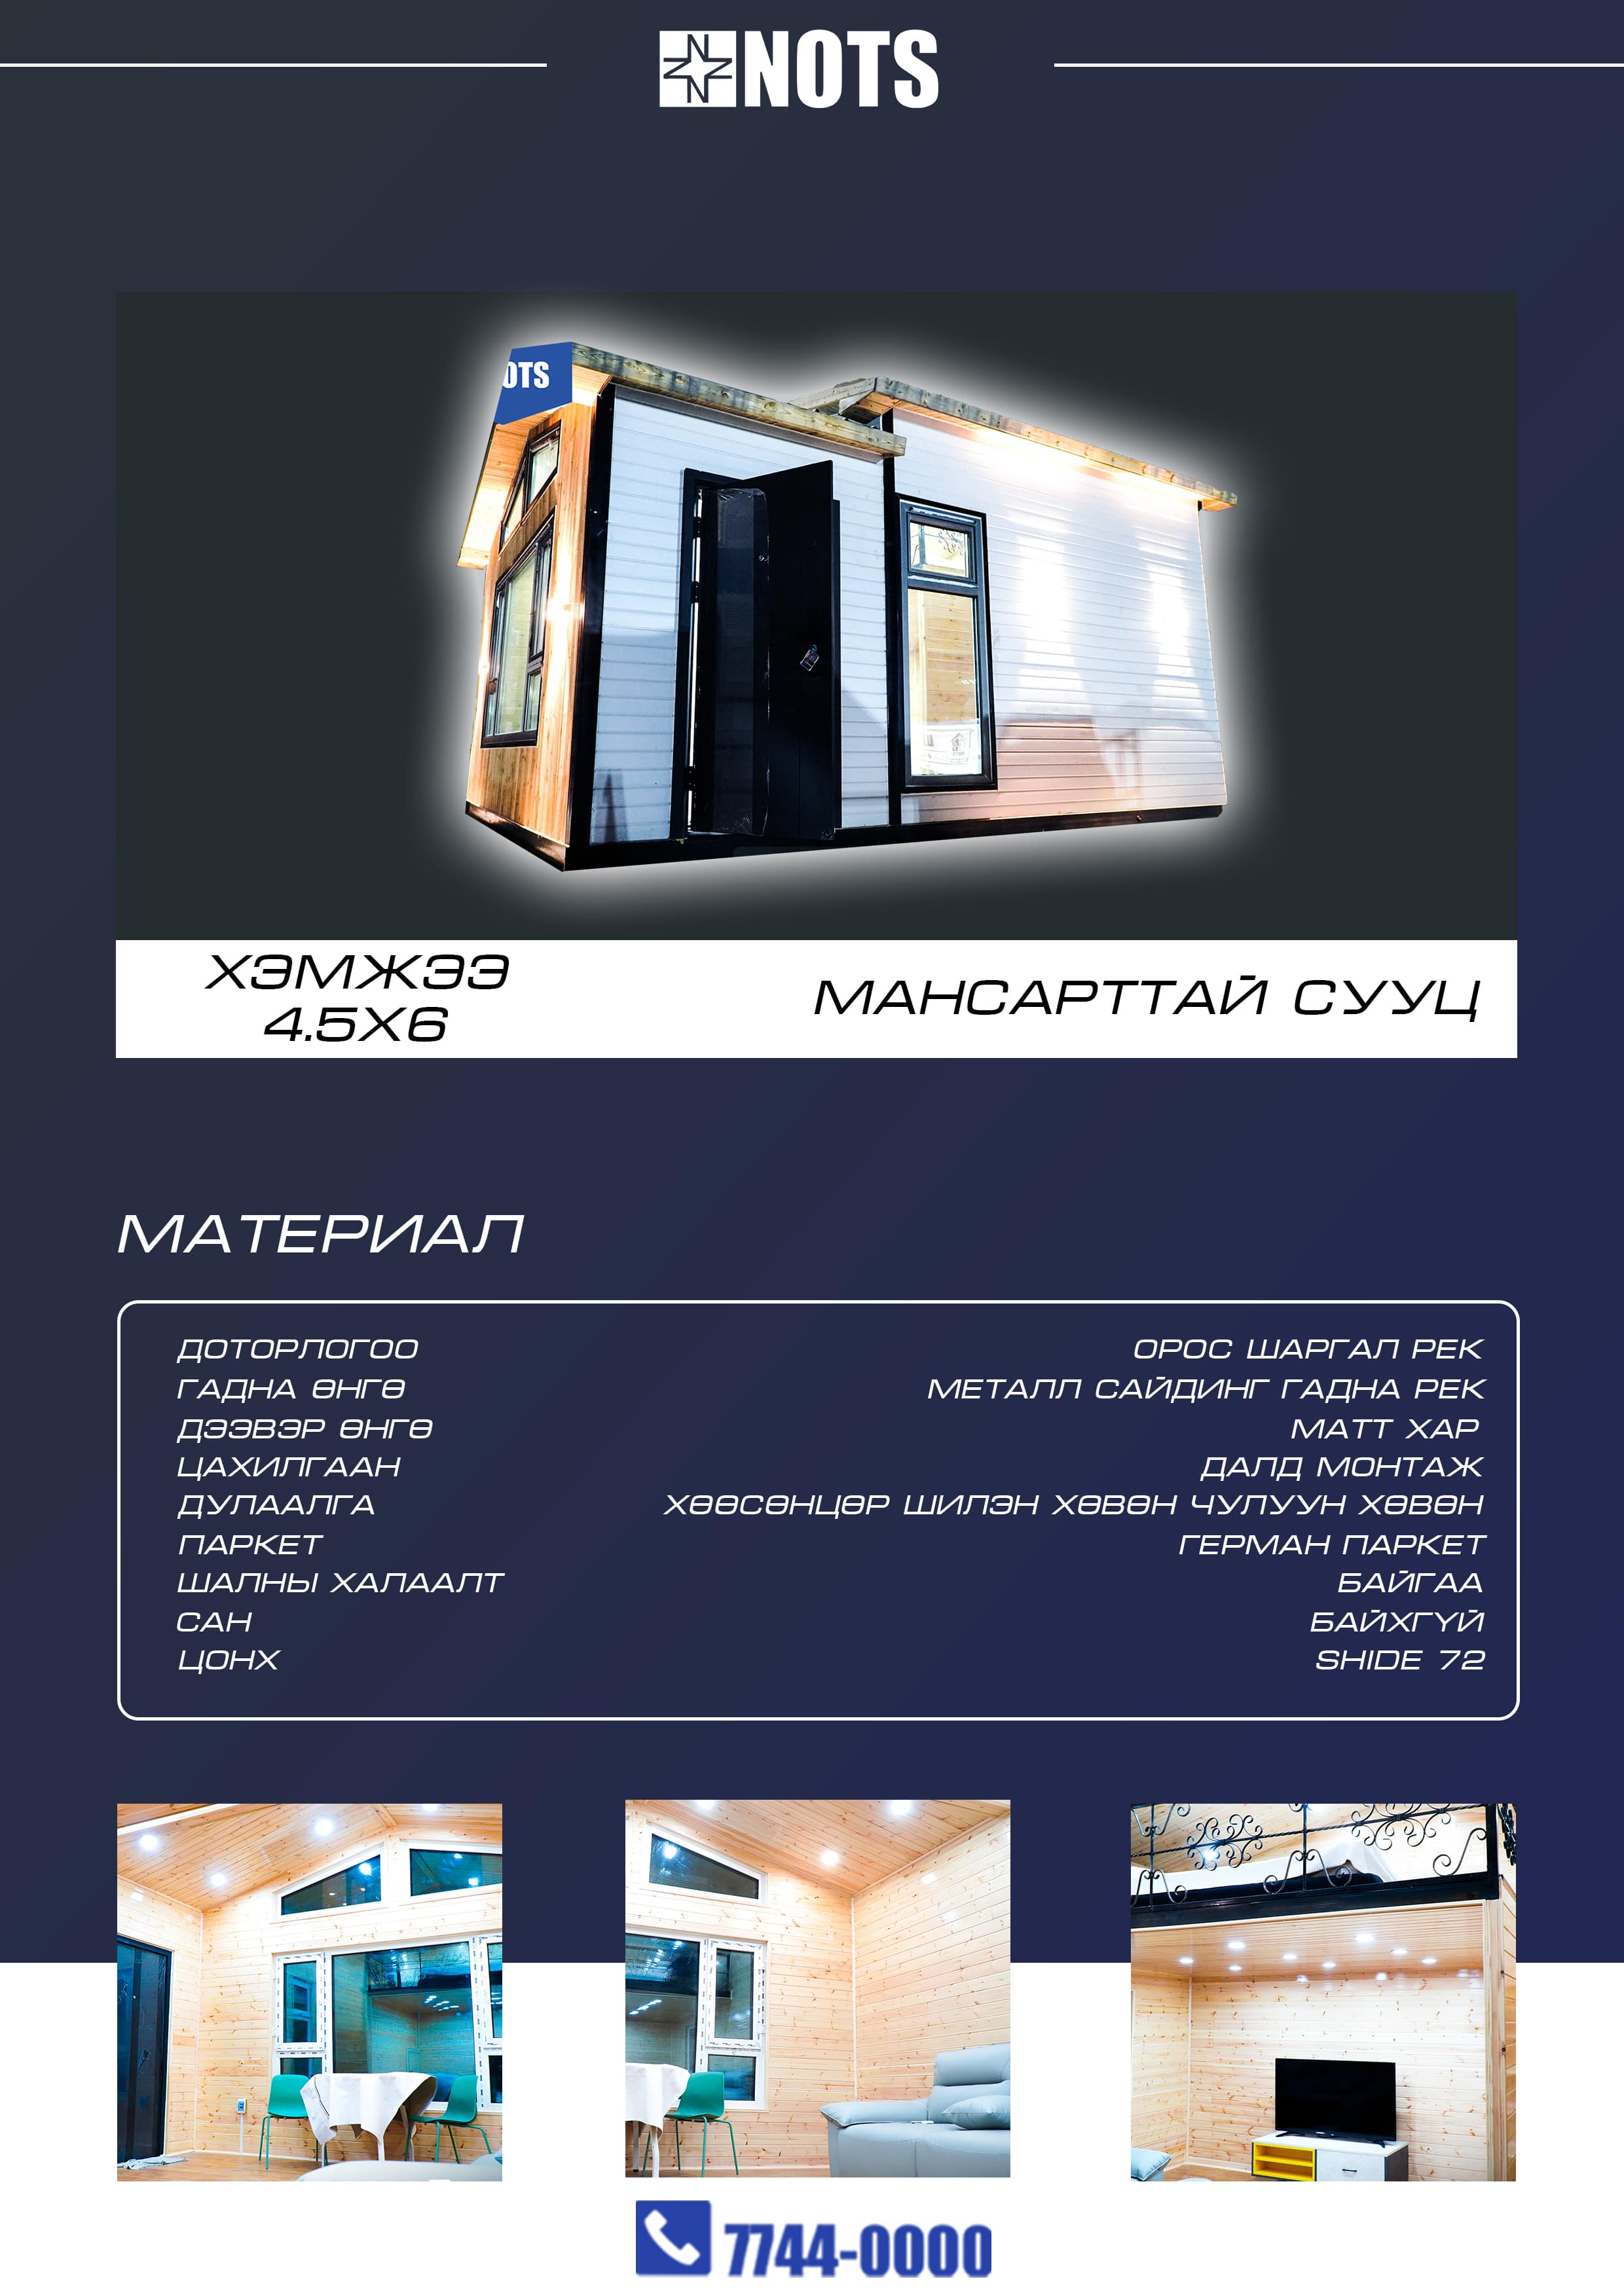 NOTS
OTS
ХЭМЖЭЭ
4.5X6
МАНСАРТТАЙ СУУЦ
МАТЕРИАЛ
ДОТОРЛОГОО ОРОС ШАРГАЛ РЕК
ГАДНА ӨНГӨ МЕТАЛЛ САЙДИНГ ГАДНА РЕК
ДЭЭВЭР ӨНГӨ МАТТ ХАР
ЦАХИЛГААН ДАЛД МОНТАЖ
ДУЛААЛГА ХӨӨСӨНЦӨР ШИЛЭН ХӨВӨН ЧУЛУУН ХӨВӨН
ПАРКЕТ ГЕРМАН ПАРКЕТ
ШАЛНЫ ХАЛААЛТ БАЙГАА
САН БАЙХГҮЙ
ЦОНХ SHIDE 72
7744-0000